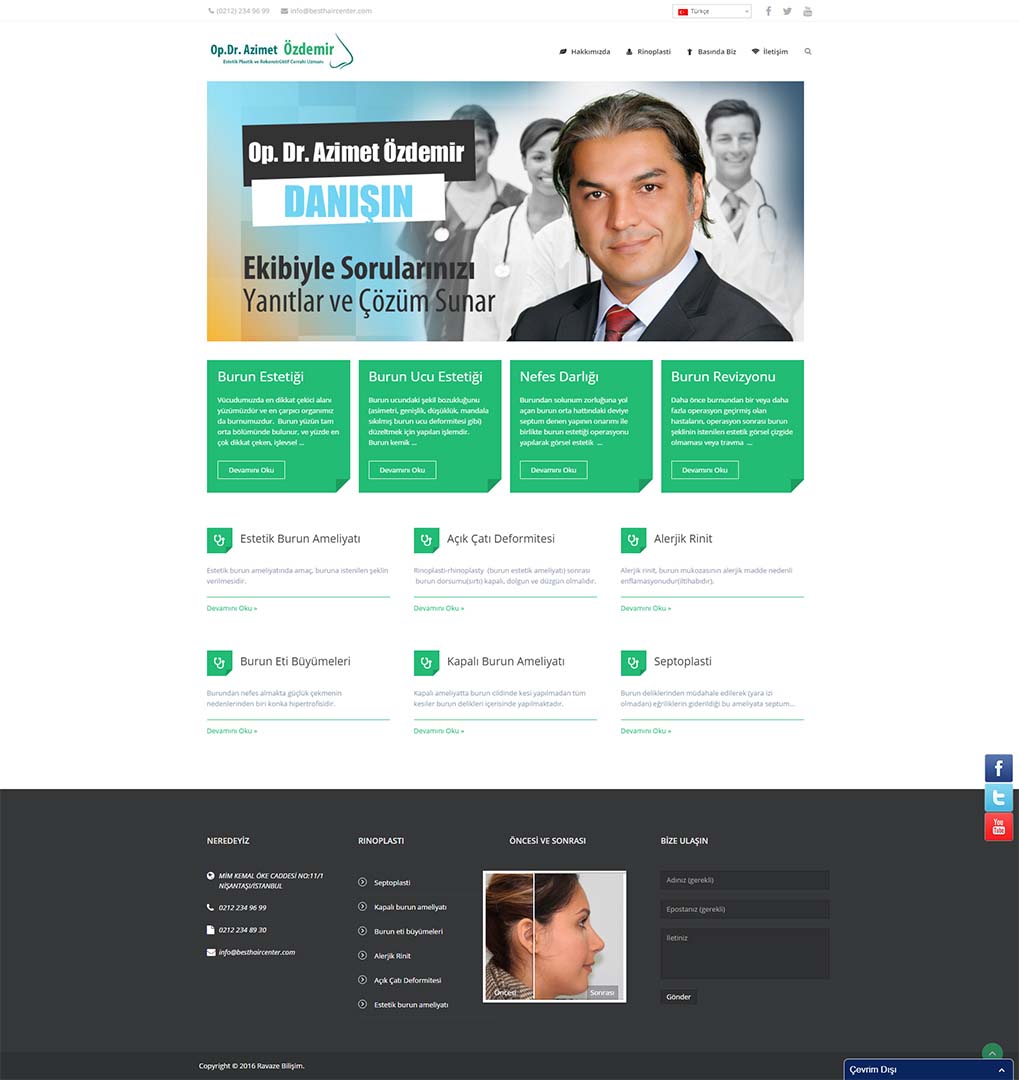 (0212) 234 96 99
info@besthaircenter.com
Türkçe
Op.Dr. Azimet Özdemir
Estetik Plastik ve Rekonstrüktif Cerrahi Uzmanı
Hakkımızda
Rinoplasti
Basında Biz
İletişim
Op. Dr. Azimet Özdemir
DANIŞIN
Ekibiyle Sorularınızı
Yanıtlar ve Çözüm Sunar
Burun Estetiği
Vücudumuzda en dikkat çekici alanı
yüzümüzdür ve en çarpıcı organımız
da burnumuzdur. Burun yüzün tam
orta bölümünde bulunur, ve yüzde en
çok dikkat çeken, işlevsel ...
Devamını Oku
Burun Ucu Estetiği
Burun ucundaki şekil bozukluğunu
(asimetri, genişlik, düşüklük, mandala
sıkılmış burun ucu deformitesi gibi)
düzeltmek için yapılan işlemdir.
Burun kemik ...
Devamını Oku
Nefes Darlığı
Burundan solunum zorluğuna yol
açan burun orta hattındaki deviye
septum denen yapının onarımı ile
birlikte burun estetiği operasyonu
yapılarak görsel estetik ...
Devamını Oku
Burun Revizyonu
Daha önce burnundan bir veya daha
fazla operasyon geçirmiş olan
hastaların, operasyon sonrası burun
şeklinin istenilen estetik görsel çizgide
olmaması veya travma ...
Devamını Oku
Estetik Burun Ameliyatı
Estetik burun ameliyatında amaç, buruna istenilen şeklin
verilmesidir.
Devamını Oku »
Açık Çatı Deformitesi
Rinoplasti-rhinoplasty (burun estetik ameliyatı) sonrası
burun dorsumu(sırtı) kapalı, dolgun ve düzgün olmalıdır.
Devamını Oku »
Alerjik Rinit
Alerjik rinit, burun mukozasının alerjik madde nedenli
enflamasyonudur(iltihabıdır).
Devamını Oku »
Burun Eti Büyümeleri
Burundan nefes almakta güçlük çekmenin
nedenlerinden biri konka hipertrofisidir.
Devamını Oku »
Kapalı Burun Ameliyatı
Kapalı ameliyatta burun cildinde kesi yapılmadan tüm
kesiler burun delikleri içerisinde yapılmaktadır.
Devamını Oku »
Septoplasti
Burun deliklerinden müdahale edilerek (yara izi
olmadan) eğriliklerin giderildiği bu ameliyata septum...
Devamını Oku »
NEREDEYİZ
MİM KEMAL ÖKE CADDESİ NO:11/1
NİŞANTAŞI/İSTANBUL
0212 234 96 99
0212 234 89 30
info@besthaircenter.com
RINOPLASTI
Septoplasti
Kapalı burun ameliyatı
Burun eti büyümeleri
Alerjik Rinit
Açık Çatı Deformitesi
Estetik burun ameliyatı
ÖNCESİ VE SONRASI
Öncesi
Sonrası
BİZE ULAŞIN
Adınız (gerekli)
Epostanız (gerekli)
İletiniz
Gönder
You
Tube
Copyright © 2016 Ravaze Bilişim.
Çevrim Dışı